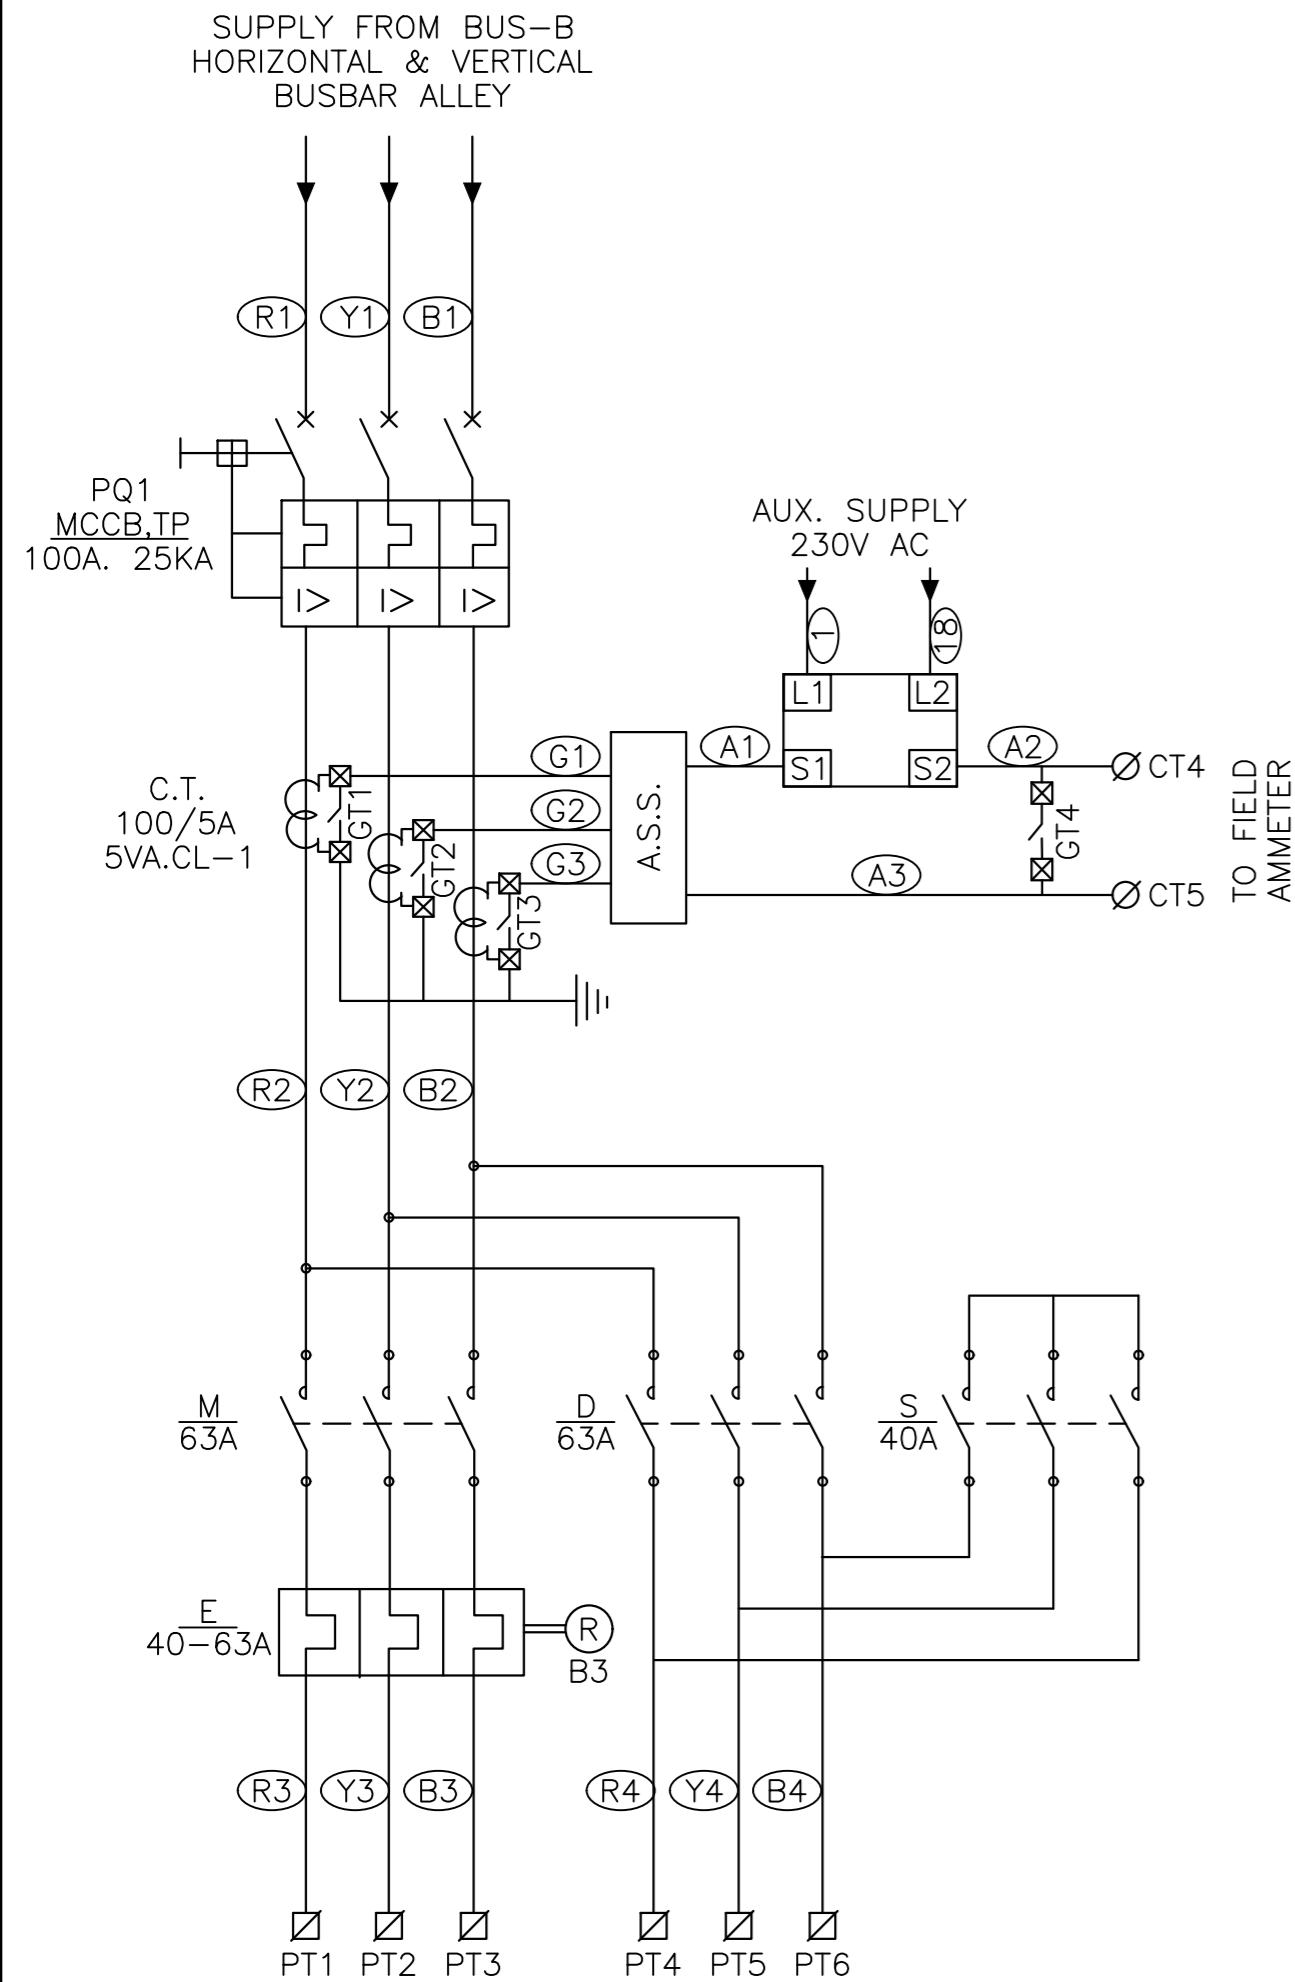 SUPPLY FROM BUS-B
HORIZONTAL & VERTICAL
BUSBAR ALLEY
R1
Y1
B1
PQ1
MCCB,TP
100A. 25KA
I>
I>
I>
AUX. SUPPLY
230V AC
1
18
L1
L2
S1
S2
A1
A2
A3
CT4
CT5
TO FIELD
AMMETER
GT4
A.S.S.
G1
G2
G3
C.T.
100/5A
5VA.CL-1
GT1
GT2
GT3
R2
Y2
B2
M
63A
D
63A
S
40A
E
40-63A
R
B3
R3
Y3
B3
R4
Y4
B4
PT1
PT2
PT3
PT4
PT5
PT6